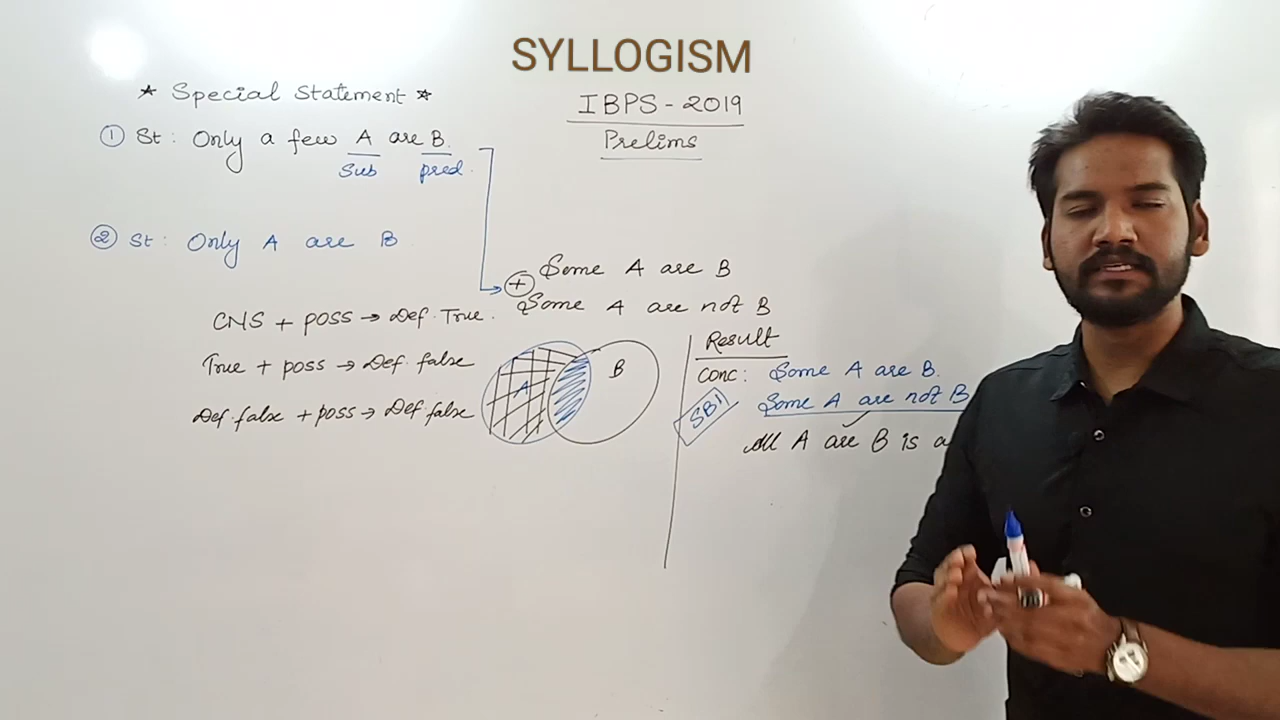 SYLLOGISM
★ Special Statement ★
IBPS - 2019
Prelims
① St : Only a few A are B.
Sub pred.
② St : Only A are B
+ Some A are B
Some A are not B
CNS + poss → Def. True.
True + poss → Def. false
Def. false + poss → Def. false
A B
Result
Conc: Some A are B.
SBI Some A are not B
All A are B is a